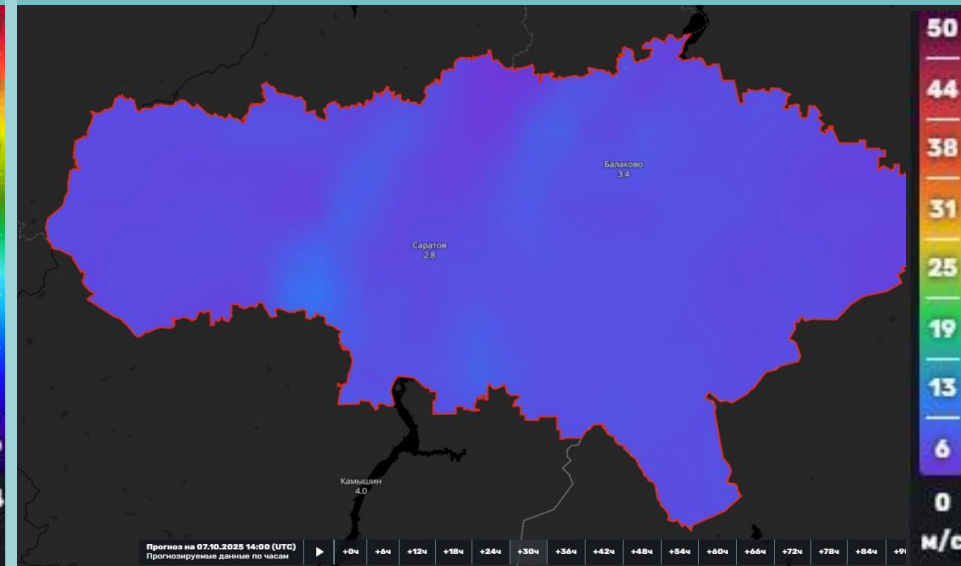 50
44
38
31
25
19
13
6
0
м/с
Балаково
3.4
Саратов
2.8
Камышин
4.0
Прогноз на 07.10.2025 14:00 (UTC)
Прогнозируемые данные по часам
+0ч +6ч +12ч +18ч +24ч +30ч +36ч +42ч +48ч +54ч +60ч +66ч +72ч +78ч +84ч